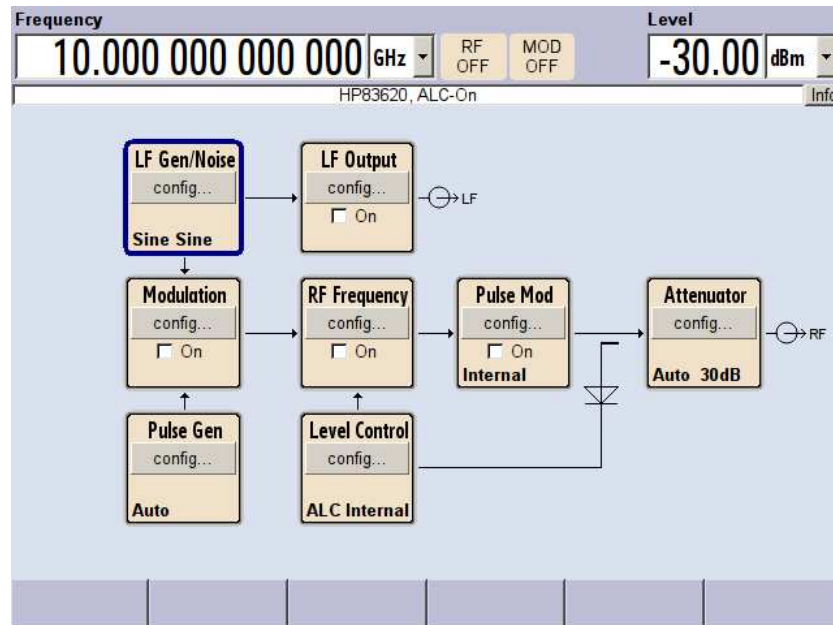 Frequency
Level
10.000 000 000 000 GHz
RF OFF
MOD OFF
-30.00 dBm
HP83620, ALC-On
Info
LF Gen/Noise
config...
Sine Sine
LF Output
config...
On
LF
Modulation
config...
On
RF Frequency
config...
On
Pulse Mod
config...
On
Internal
Attenuator
config...
Auto 30dB
RF
Pulse Gen
config...
Auto
Level Control
config...
ALC Internal